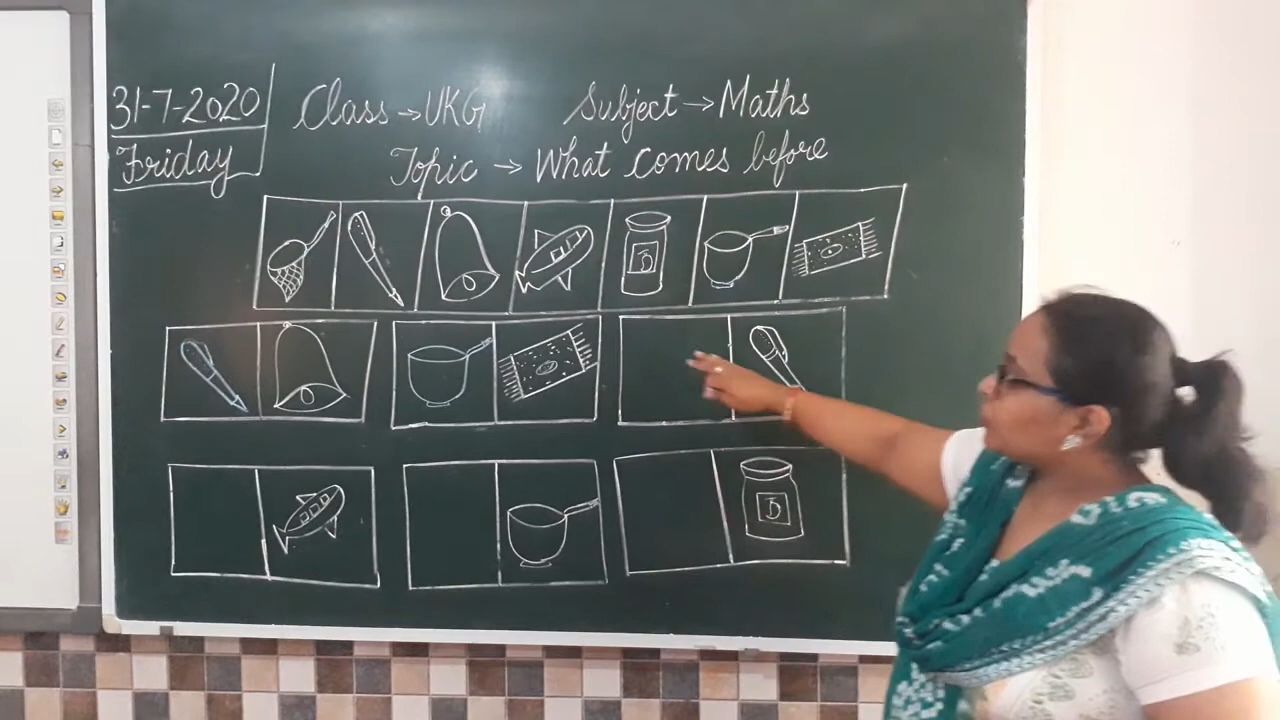 31-7-2020 Class → UKG Subject → Maths
Friday Topic → What comes before